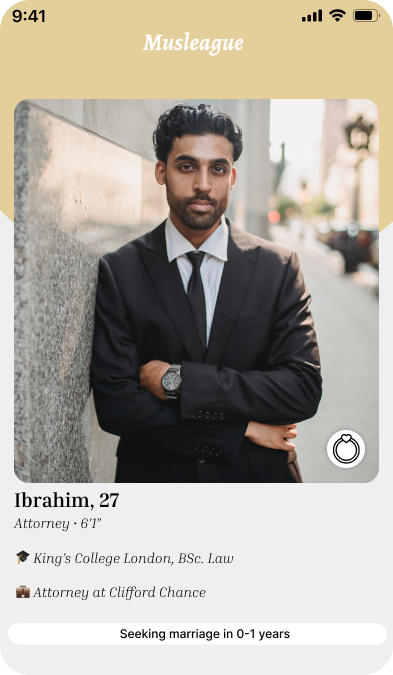 9:41
Musleague
Ibrahim, 27
Attorney • 6'1"
King's College London, BSc. Law
Attorney at Clifford Chance
Seeking marriage in 0-1 years